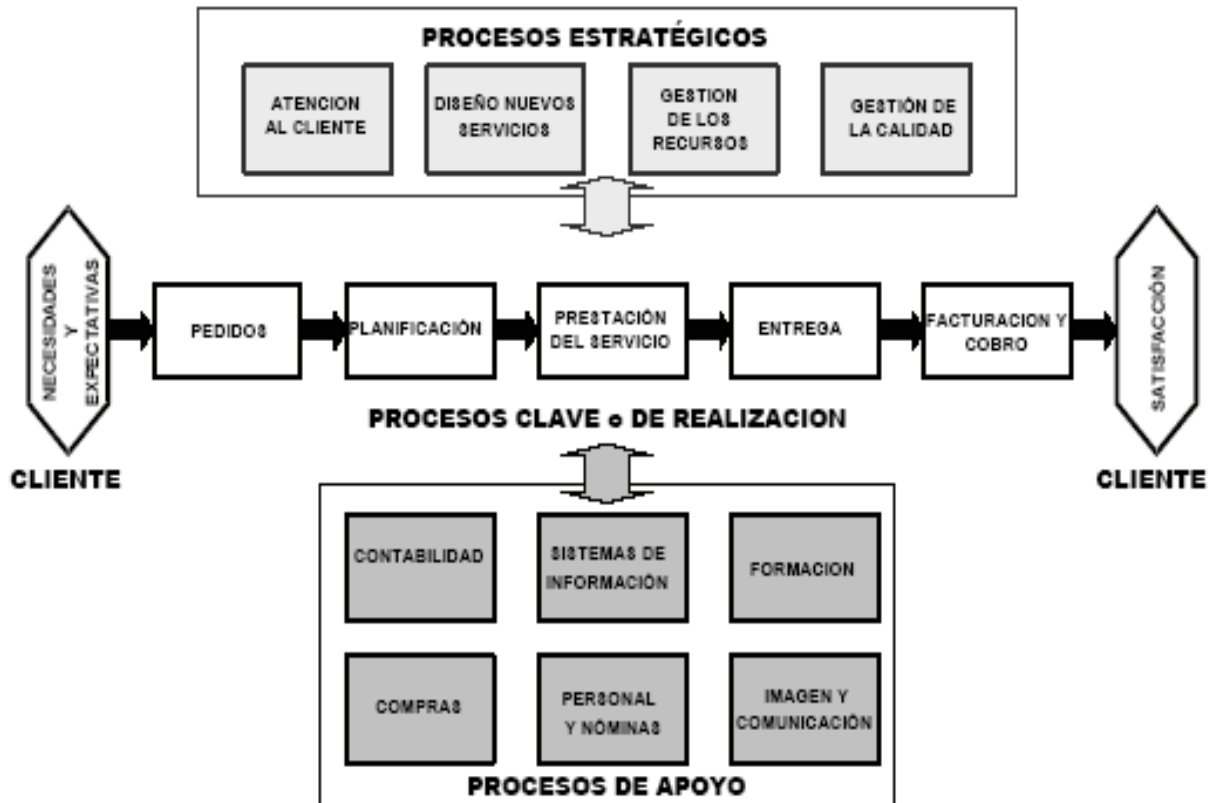 PROCESOS ESTRATÉGICOS
ATENCION
AL CLIENTE
DISEÑO NUEVOS
SERVICIOS
GESTION
DE LOS
RECURSOS
GESTIÓN DE
LA CALIDAD
NECESIDADES
Y
EXPECTATIVAS
CLIENTE
PEDIDOS
PLANIFICACIÓN
PRESTACIÓN
DEL SERVICIO
ENTREGA
FACTURACION Y
COBRO
SATISFACCIÓN
CLIENTE
PROCESOS CLAVE o DE REALIZACION
CONTABILIDAD
SISTEMAS DE
INFORMACIÓN
FORMACION
COMPRAS
PERSONAL
Y NÓMINAS
IMAGEN Y
COMUNICACIÓN
PROCESOS DE APOYO